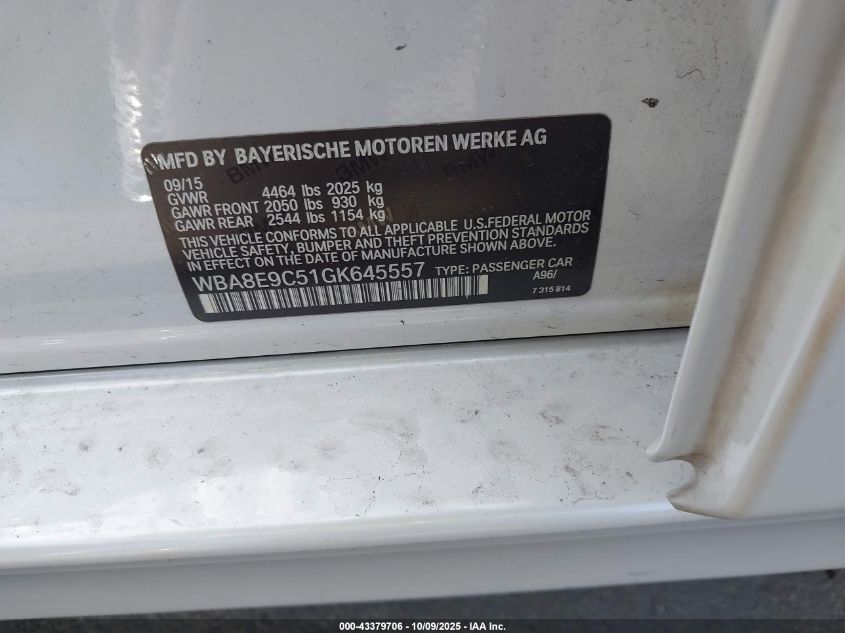 MFD BY BAYERISCHE MOTOREN WERKE AG
09/15
GVWR 4464 lbs 2025 kg
GAWR FRONT 2050 lbs 930 kg
GAWR REAR 2544 lbs 1154 kg
THIS VEHICLE CONFORMS TO ALL APPLICABLE U.S.FEDERAL MOTOR
VEHICLE SAFETY, BUMPER AND THEFT PREVENTION STANDARDS
IN EFFECT ON THE DATE OF MANUFACTURE SHOWN ABOVE.
WBA8E9C51GK645557 TYPE: PASSENGER CAR
A96/
7 315 814
000-43379706 - 10/09/2025 - IAA Inc.